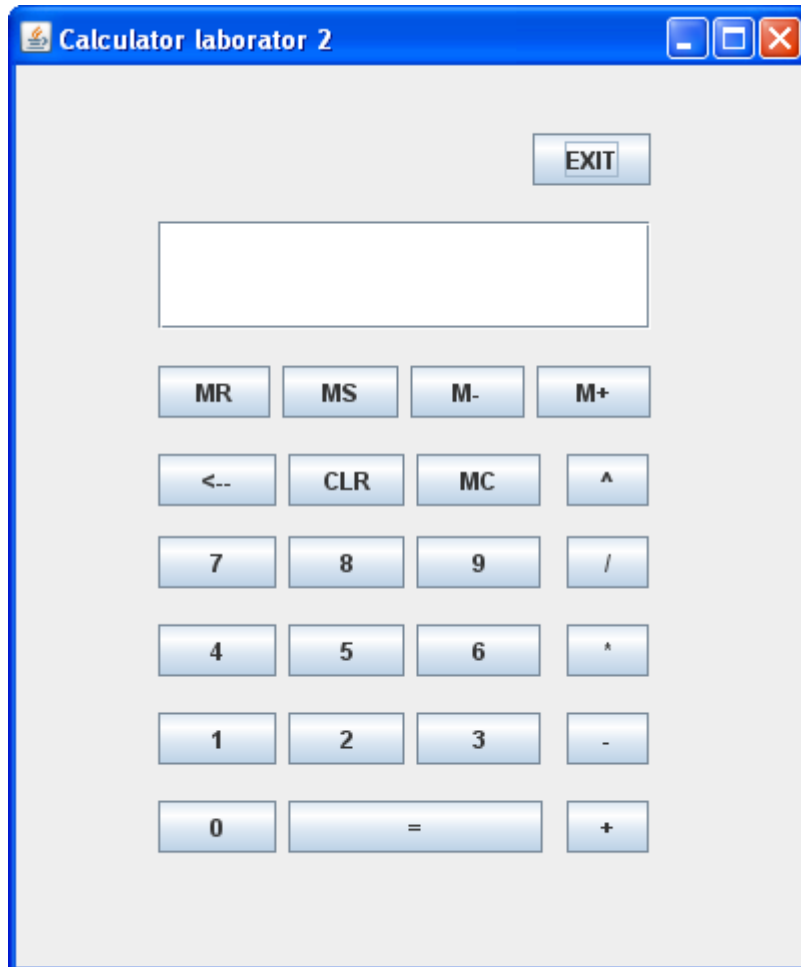 Calculator laborator 2
EXIT
MR MS M- M+
<-- CLR MC ^
7 8 9 /
4 5 6 *
1 2 3 -
0 = +